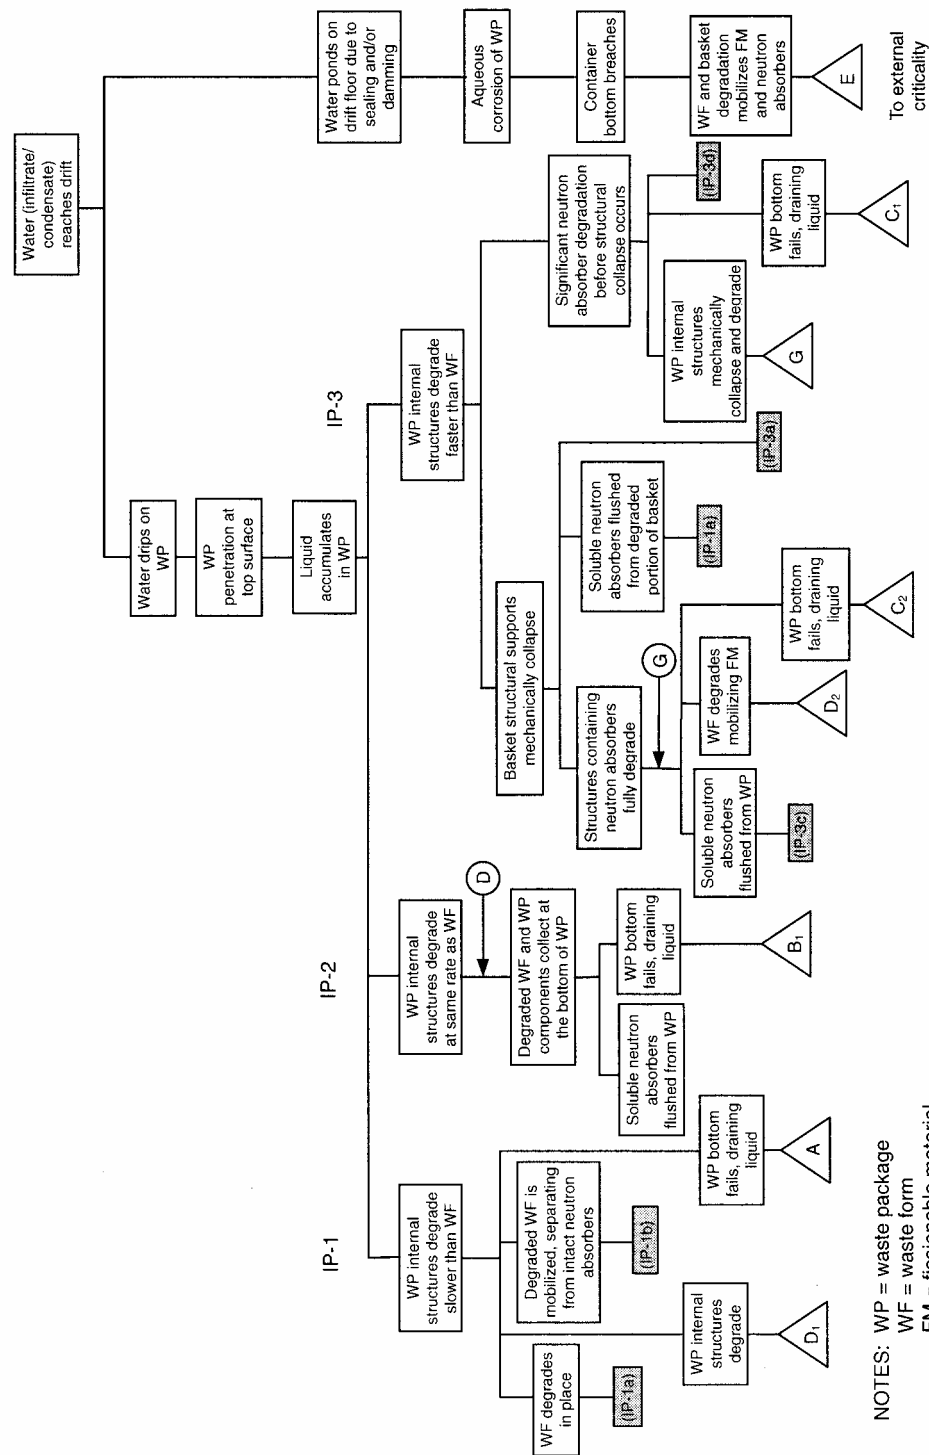 Water (infiltrate/
condensate)
reaches drift
Water drips on
WP
WP
penetration at
top surface
Liquid
accumulates
in WP
IP-1
IP-2
IP-3
WP internal
structures degrade
slower than WF
WF degrades
in place
(IP-1a)
WP internal
structures
degrade
D1
Degraded WF is
mobilized, separating
from intact neutron
absorbers
(IP-1b)
WP bottom
fails, draining
liquid
A
WP internal
structures degrade
at same rate as WF
D
Degraded WF and WP
components collect at
the bottom of WP
Soluble neutron
absorbers
flushed from WP
WP bottom
fails, draining
liquid
B1
WP internal
structures degrade
faster than WF
Basket structural supports
mechanically collapse
Structures containing
neutron absorbers
fully degrade
G
Soluble neutron
absorbers
flushed from WP
(IP-3c)
WF degrades
mobilizing FM
D2
WP bottom
fails, draining
liquid
C2
Soluble neutron
absorbers flushed
from degraded
portion of basket
(IP-1a)
(IP-3a)
Significant neutron
absorber degradation
before structural
collapse occurs
WP internal
structures
mechanically
collapse and degrade
G
WP bottom
fails, draining
liquid
C1
(IP-3d)
Water ponds on
drift floor due to
sealing and/or
damming
Aqueous
corrosion of WP
Container
bottom breaches
WF and basket
degradation
mobilizes FM
and neutron
absorbers
E
To external
criticality
NOTES: WP = waste package
WF = waste form
FM = fissionable material